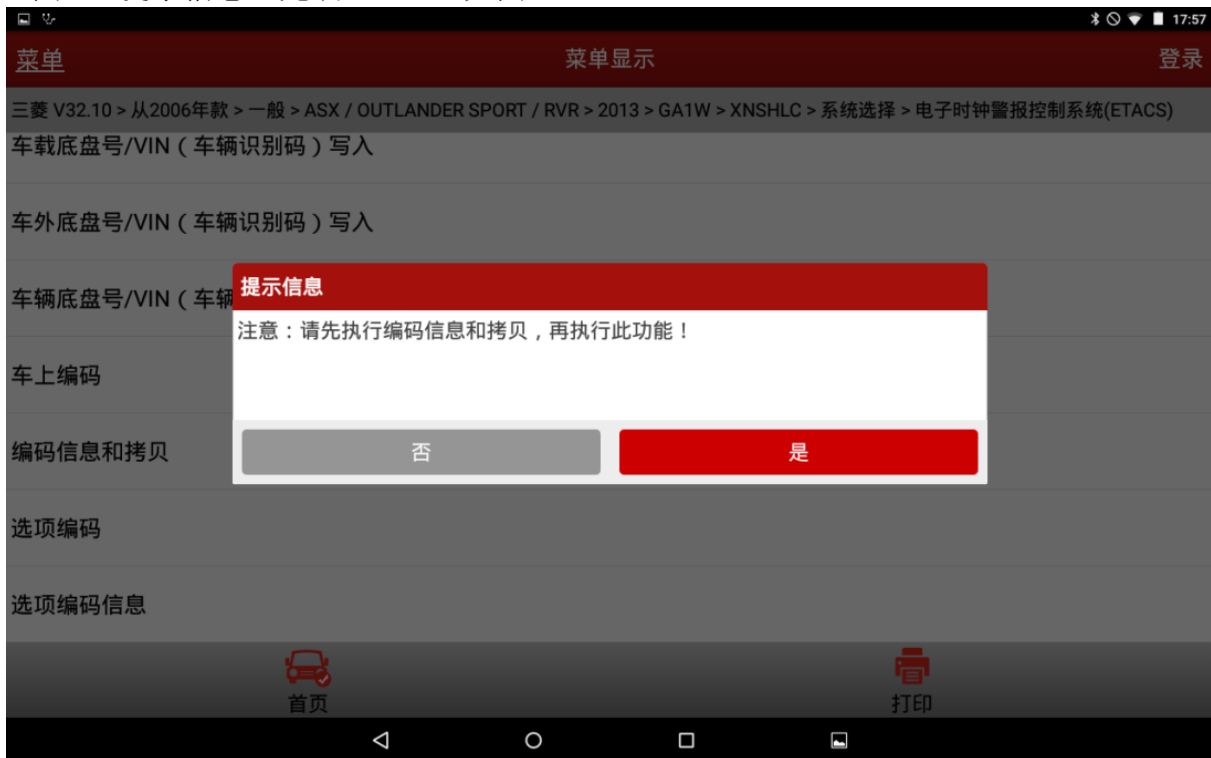 17:57
菜单
菜单显示
登录
三菱 V32.10 > 从2006年款 > 一般 > ASX / OUTLANDER SPORT / RVR > 2013 > GA1W > XNSHLC > 系统选择 > 电子时钟警报控制系统(ETACS)
车载底盘号/VIN（车辆识别码）写入
车外底盘号/VIN（车辆识别码）写入
车辆底盘号/VIN（车辆
提示信息
注意：请先执行编码信息和拷贝，再执行此功能！
否
是
车上编码
编码信息和拷贝
选项编码
选项编码信息
首页
打印